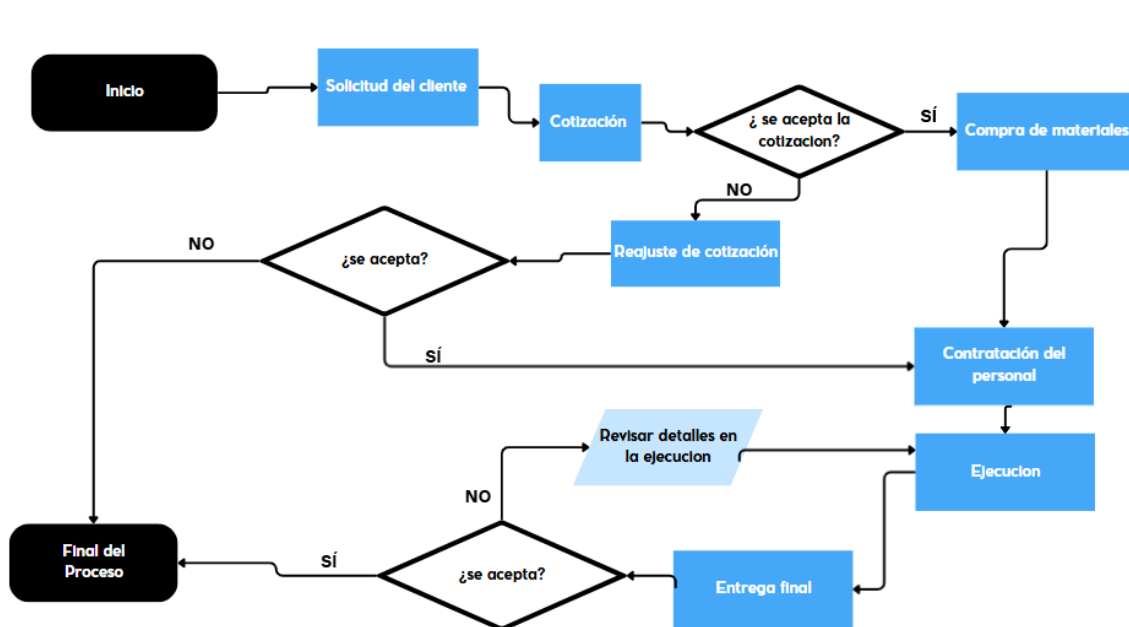 Inicio
Solicitud del cliente
Cotización
¿ se acepta la
cotizacion?
SÍ
Compra de materiales
NO
Reajuste de cotización
¿se acepta?
NO
SÍ
Contratación del
personal
Revisar detalles en
la ejecucion
Ejecucion
NO
Final del
Proceso
SÍ
¿se acepta?
Entrega final